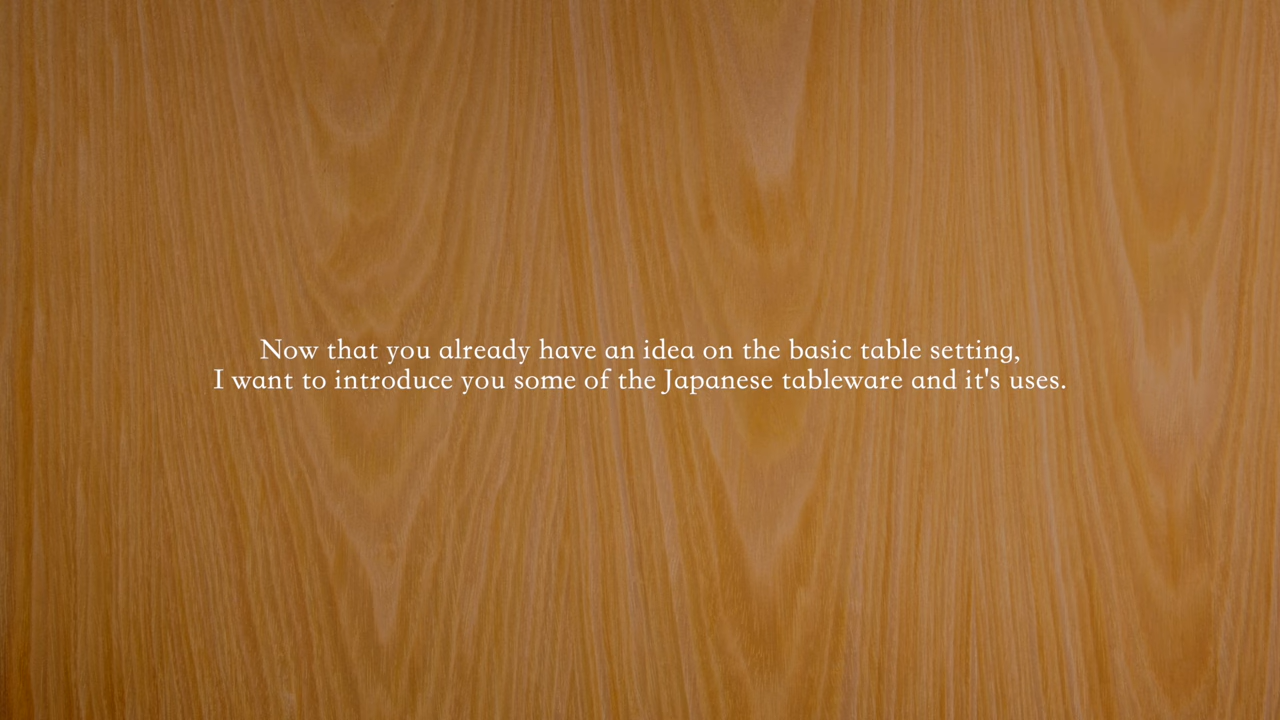 Now that you already have an idea on the basic table setting,
I want to introduce you some of the Japanese tableware and it's uses.